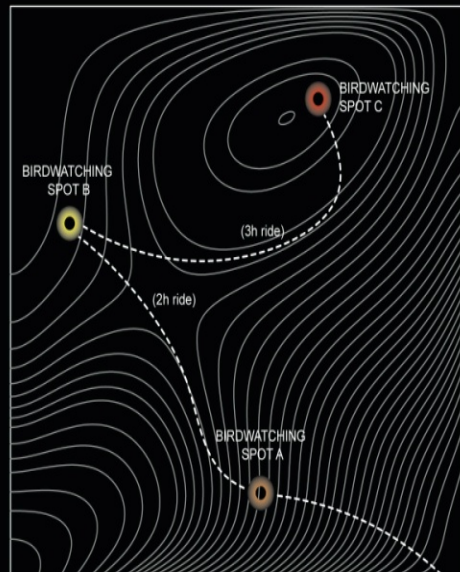 BIRDWATCHING
SPOT C
BIRDWATCHING
SPOT B
(3h ride)
(2h ride)
BIRDWATCHING
SPOT A